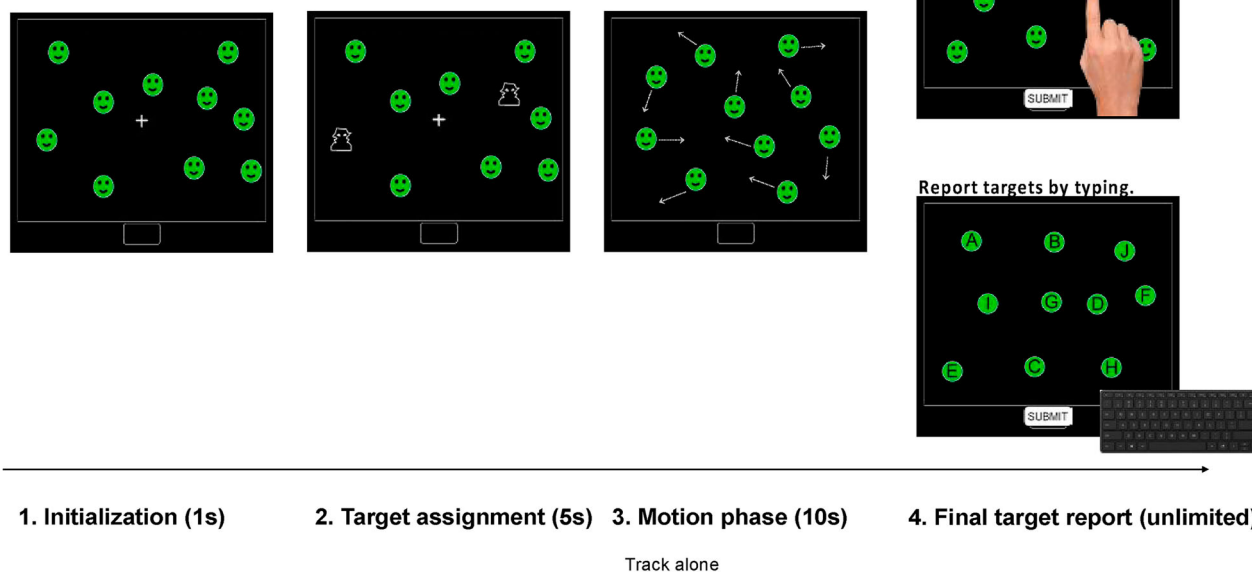 SUBMIT
Report targets by typing.
A
B
J
I
G
D
F
E
C
H
SUBMIT
1. Initialization (1s)
2. Target assignment (5s)
3. Motion phase (10s)
4. Final target report (unlimited)
Track alone